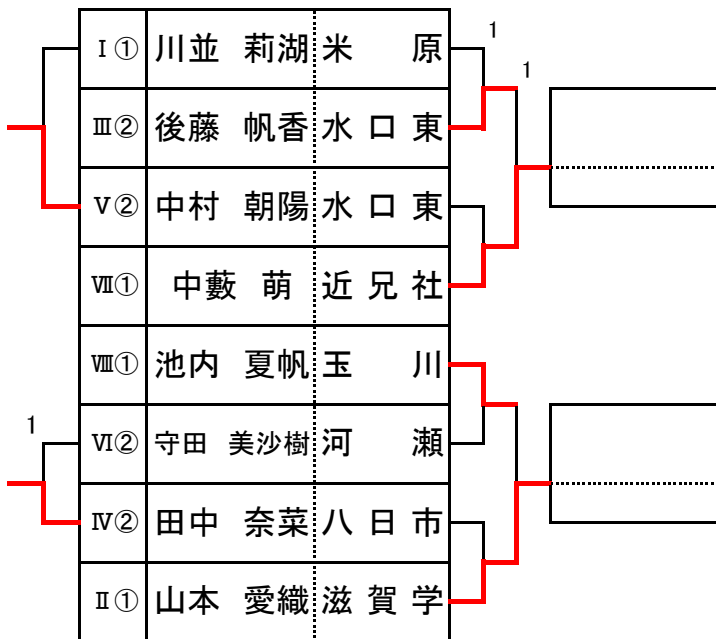 Ⅰ① 川並 莉湖 米原 1
1
Ⅲ② 後藤 帆香 水口東
Ⅴ② 中村 朝陽 水口東
Ⅶ① 中藪 萌 近兄社
Ⅷ① 池内 夏帆 玉川
1 Ⅵ② 守田 美沙樹 河瀬
Ⅳ② 田中 奈菜 八日市
Ⅱ① 山本 愛織 滋賀学